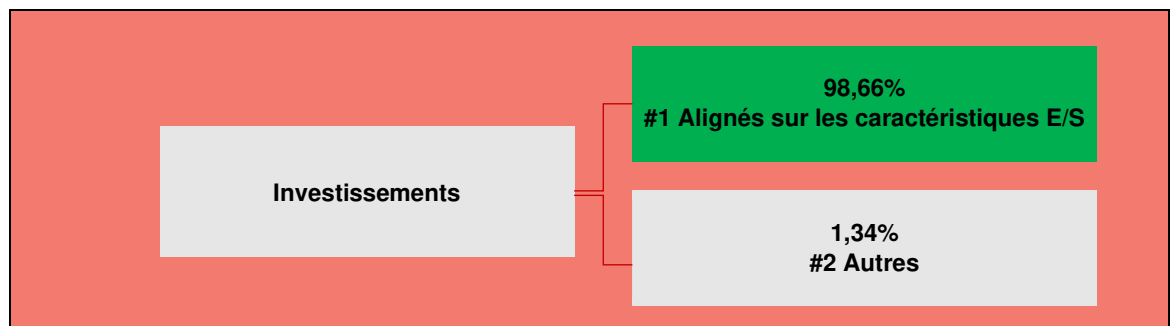 Investissements
98,66%
#1 Alignés sur les caractéristiques E/S
1,34%
#2 Autres